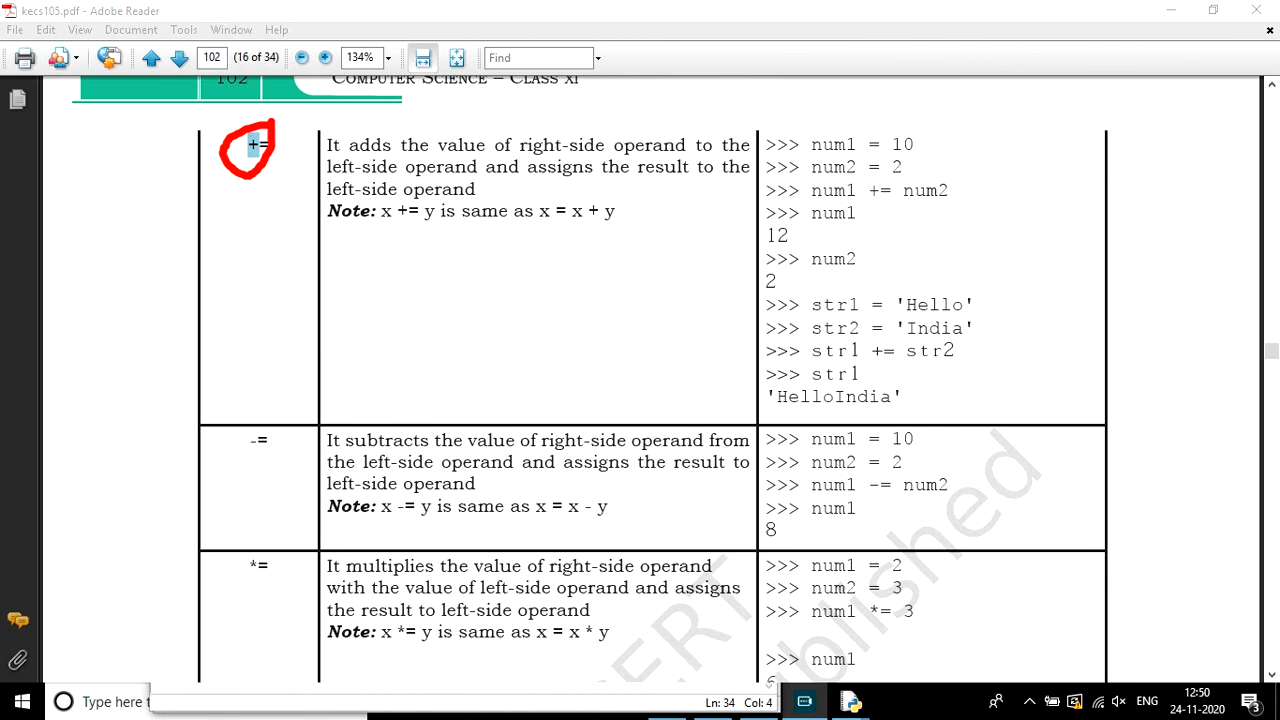 kecs105.pdf - Adobe Reader
File Edit View Document Tools Window Help
102 (16 of 34) 134% Find
102 COMPUTER SCIENCE – CLASS XI
+=
It adds the value of right-side operand to the
left-side operand and assigns the result to the
left-side operand
Note: x += y is same as x = x + y
>>> num1 = 10
>>> num2 = 2
>>> num1 += num2
>>> num1
12
>>> num2
2
>>> str1 = 'Hello'
>>> str2 = 'India'
>>> str1 += str2
>>> str1
'HelloIndia'
-=
It subtracts the value of right-side operand from
the left-side operand and assigns the result to
left-side operand
Note: x -= y is same as x = x - y
>>> num1 = 10
>>> num2 = 2
>>> num1 -= num2
>>> num1
8
*=
It multiplies the value of right-side operand
with the value of left-side operand and assigns
the result to left-side operand
Note: x *= y is same as x = x * y
>>> num1 = 2
>>> num2 = 3
>>> num1 *= 3
>>> num1
Type here t
Ln: 34 Col: 4
ENG
12:50
24-11-2020
3